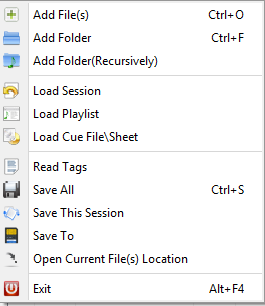 Add File(s) Ctrl+O
Add Folder Ctrl+F
Add Folder(Recursively)
Load Session
Load Playlist
Load Cue File\Sheet
Read Tags
Save All Ctrl+S
Save This Session
Save To
Open Current File(s) Location
Exit Alt+F4